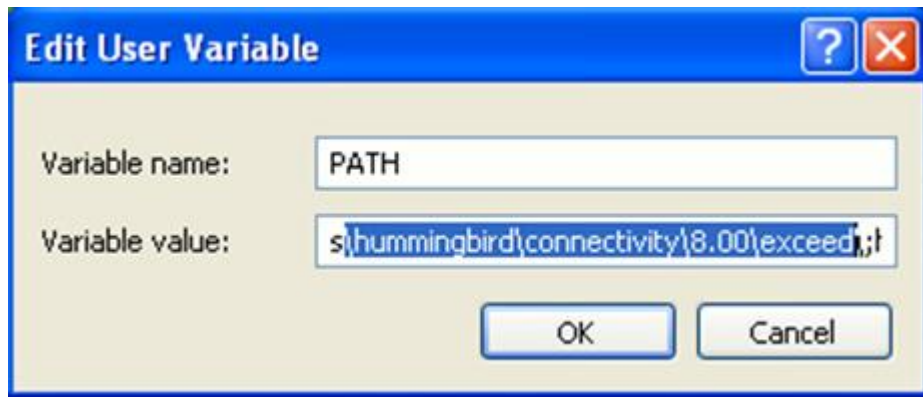 Edit User Variable
Variable name: PATH
Variable value: s\hummingbird\connectivity\8.00\exceed\;
OK Cancel